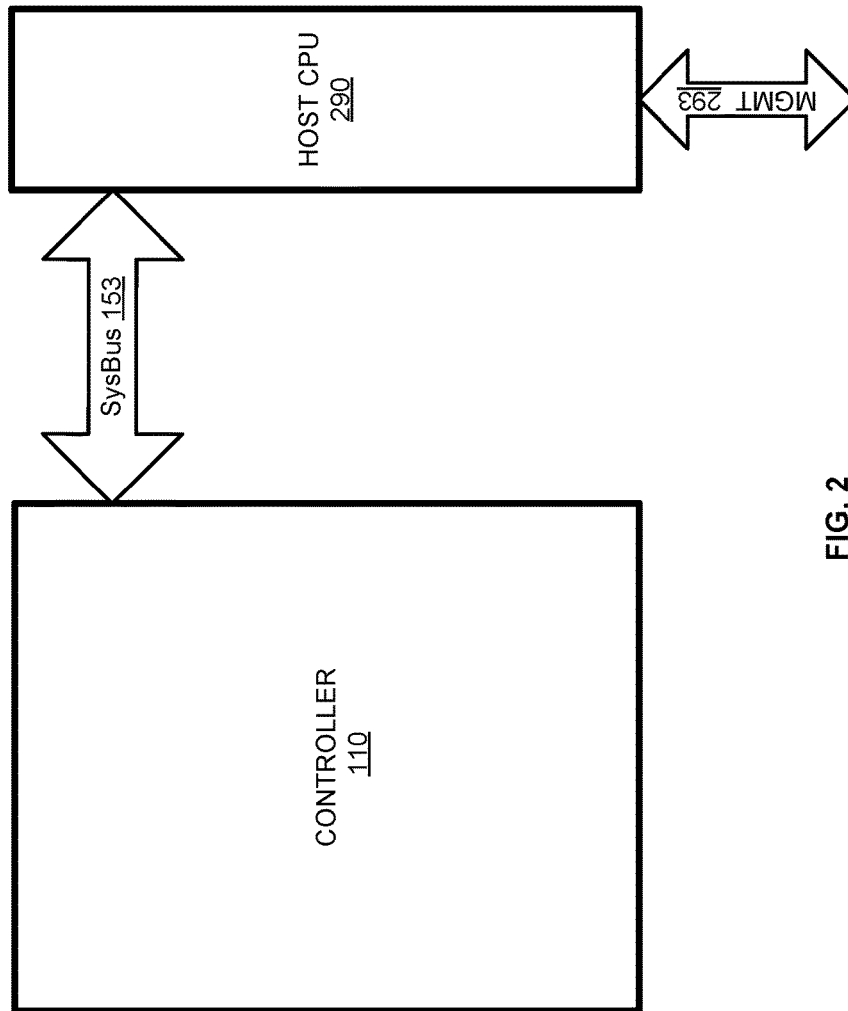 CONTROLLER
110
SysBus 153
HOST CPU
290
MGMT 293
FIG. 2